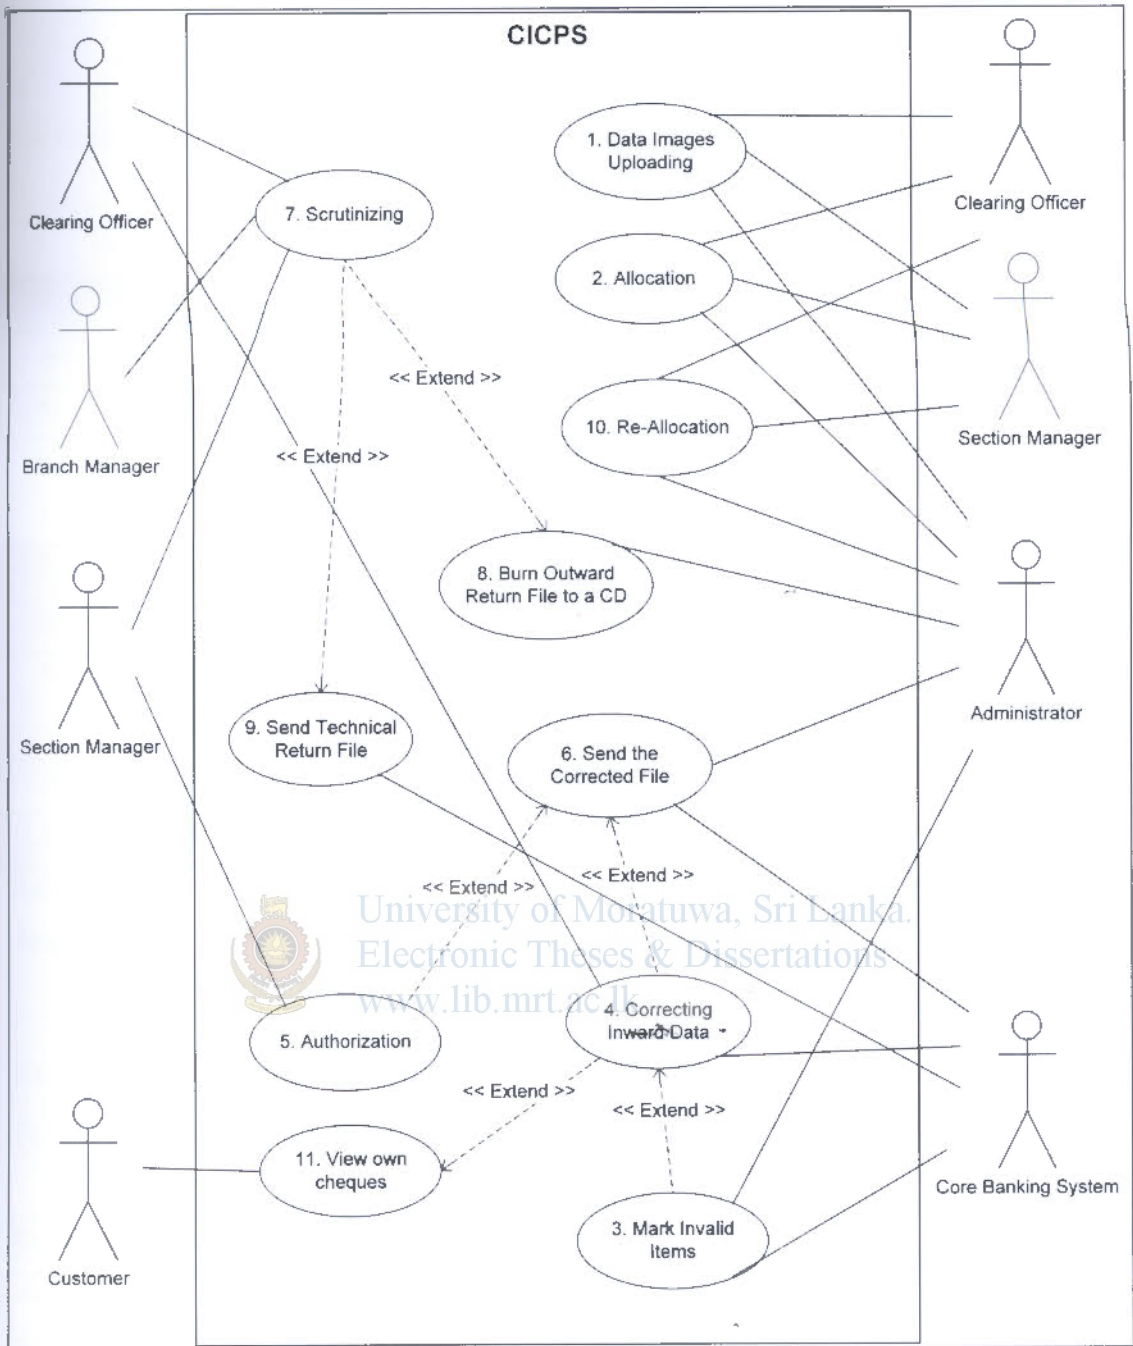 CICPS
Clearing Officer
Branch Manager
Section Manager
Customer
7. Scrutinizing
<< Extend >>
<< Extend >>
1. Data Images
Uploading
2. Allocation
10. Re-Allocation
8. Burn Outward
Return File to a CD
9. Send Technical
Return File
6. Send the
Corrected File
<< Extend >>
<< Extend >>
University of Moratuwa, Sri Lanka.
Electronic Theses & Dissertations
www.lib.mrt.ac.lk
5. Authorization
4. Correcting
Inward Data
<< Extend >>
<< Extend >>
11. View own
cheques
3. Mark Invalid
Items
Clearing Officer
Section Manager
Administrator
Core Banking System